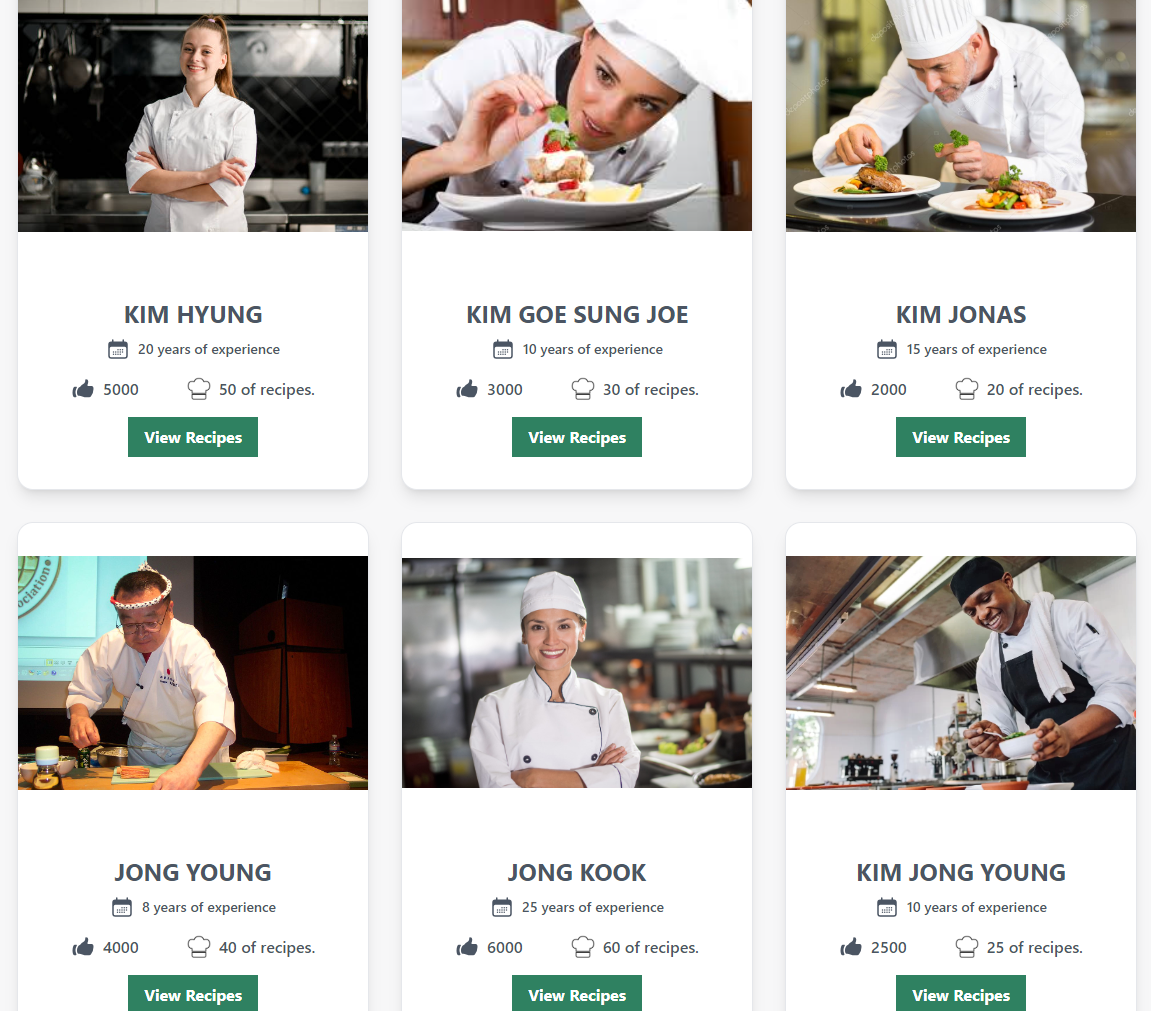 depositphotos
KIM HYUNG
20 years of experience
5000
50 of recipes.
View Recipes
KIM GOE SUNG JOE
10 years of experience
3000
30 of recipes.
View Recipes
KIM JONAS
15 years of experience
2000
20 of recipes.
View Recipes
ociation
JONG YOUNG
8 years of experience
4000
40 of recipes.
View Recipes
JONG KOOK
25 years of experience
6000
60 of recipes.
View Recipes
KIM JONG YOUNG
10 years of experience
2500
25 of recipes.
View Recipes